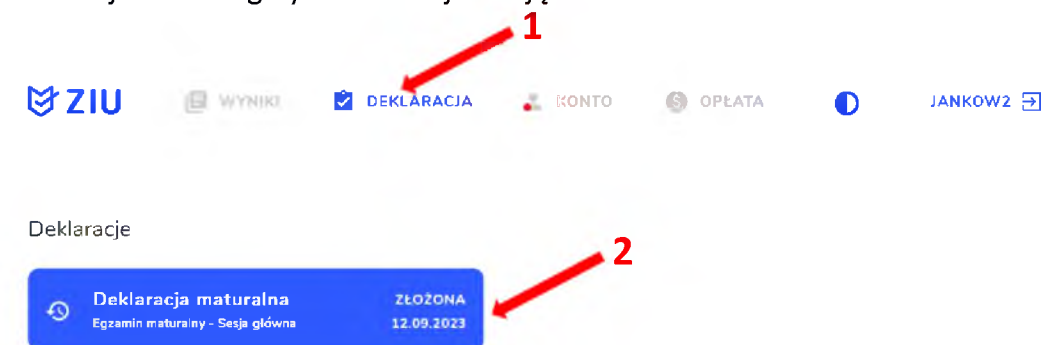 1
ZIU WYNIKI DEKLARACJA KONTO OPŁATA JANKOW2
Deklaracje
2
Deklaracja maturalna ZŁOŻONA
Egzamin maturalny - Sesja główna 12.09.2023